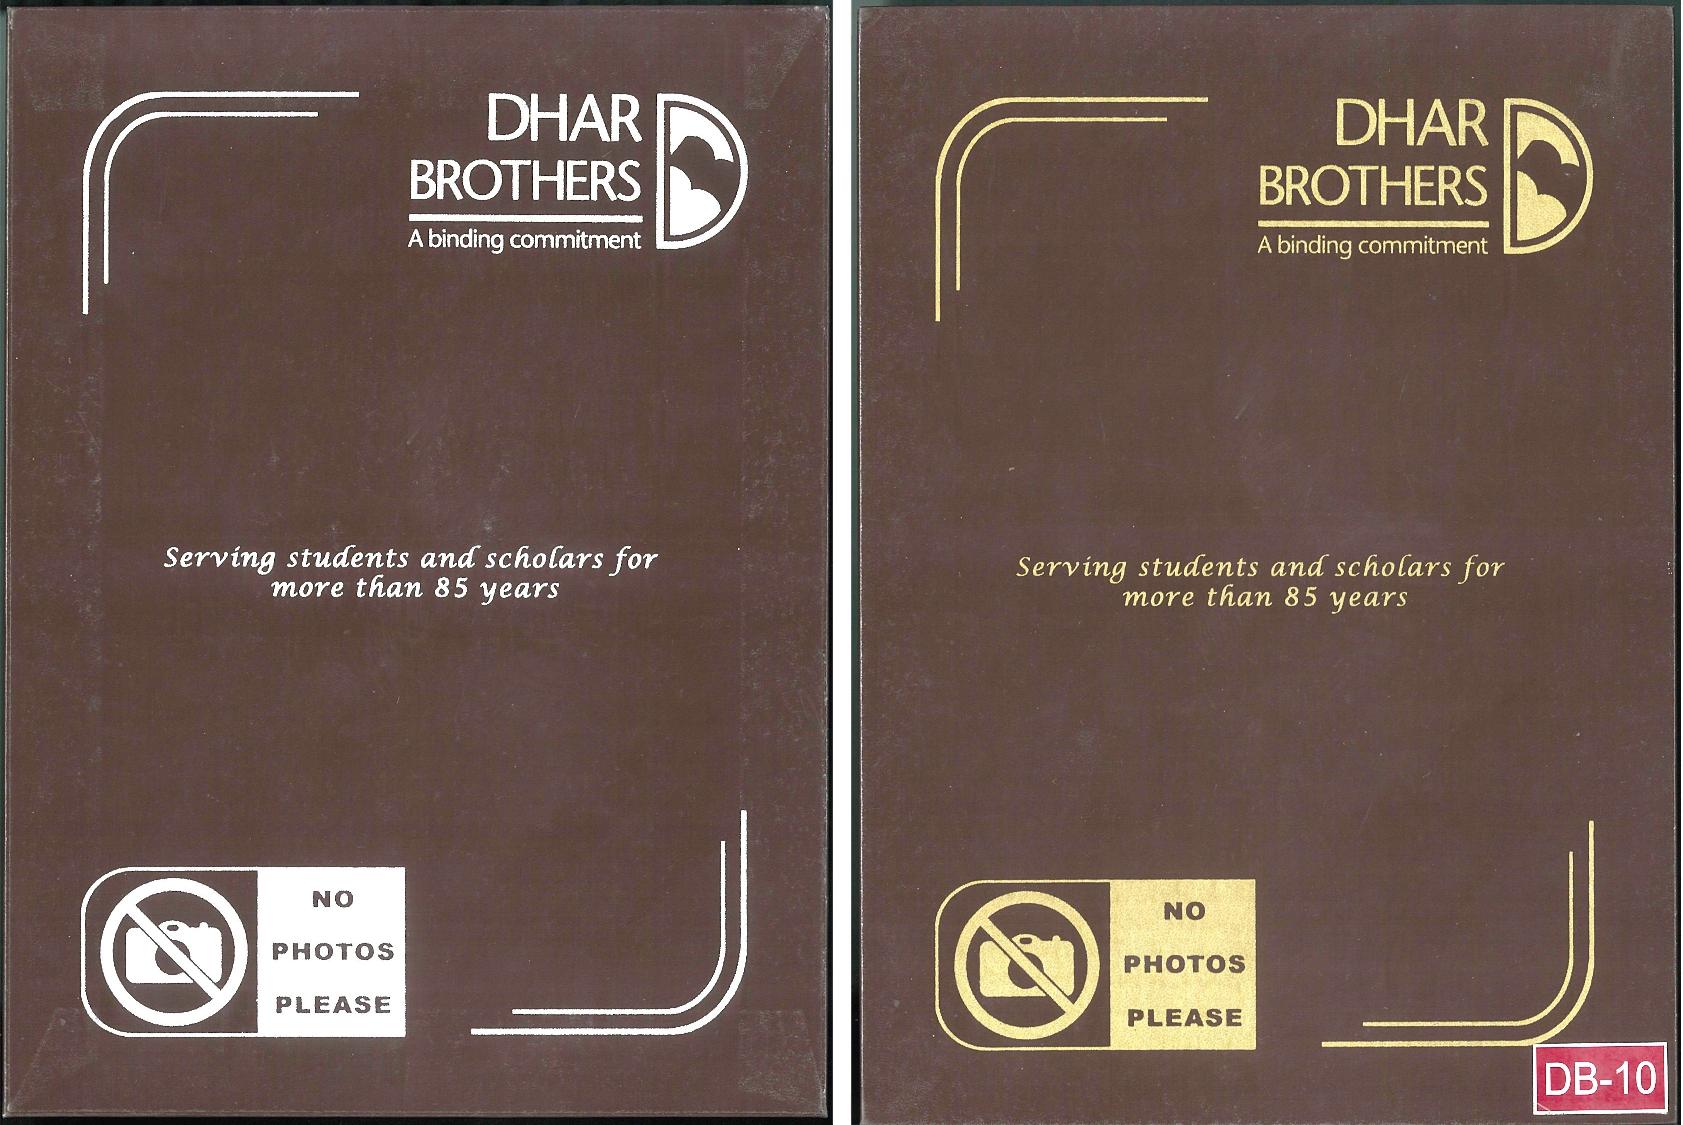 DHAR
BROTHERS
A binding commitment
Serving students and scholars for
more than 85 years
NO
PHOTOS
PLEASE
DHAR
BROTHERS
A binding commitment
Serving students and scholars for
more than 85 years
NO
PHOTOS
PLEASE
DB-10